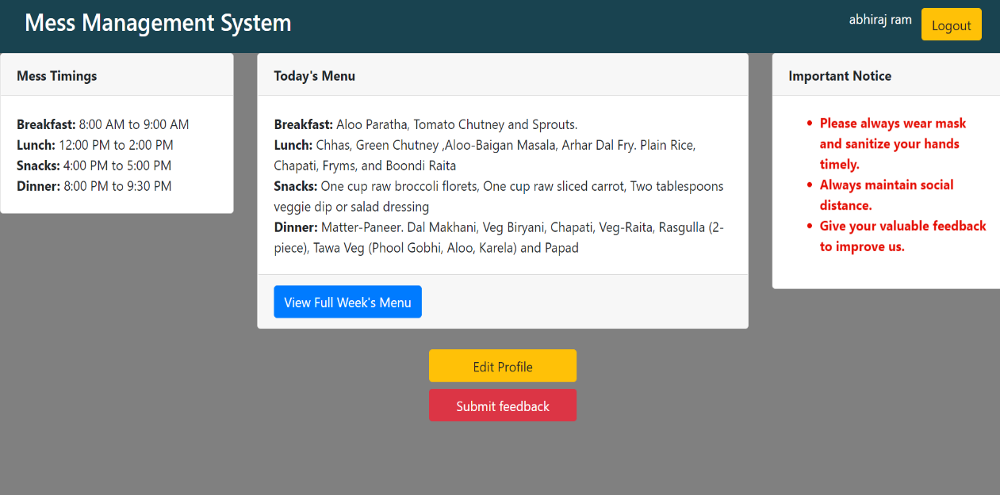 Mess Management System
abhiraj ram
Logout
Mess Timings
Breakfast: 8:00 AM to 9:00 AM
Lunch: 12:00 PM to 2:00 PM
Snacks: 4:00 PM to 5:00 PM
Dinner: 8:00 PM to 9:30 PM
Today's Menu
Breakfast: Aloo Paratha, Tomato Chutney and Sprouts.
Lunch: Chhas, Green Chutney ,Aloo-Baigan Masala, Arhar Dal Fry. Plain Rice,
Chapati, Fryms, and Boondi Raita
Snacks: One cup raw broccoli florets, One cup raw sliced carrot, Two tablespoons
veggie dip or salad dressing
Dinner: Matter-Paneer. Dal Makhani, Veg Biryani, Chapati, Veg-Raita, Rasgulla (2-
piece), Tawa Veg (Phool Gobhi, Aloo, Karela) and Papad
View Full Week's Menu
Important Notice
• Please always wear mask
and sanitize your hands
timely.
• Always maintain social
distance.
• Give your valuable feedback
to improve us.
Edit Profile
Submit feedback